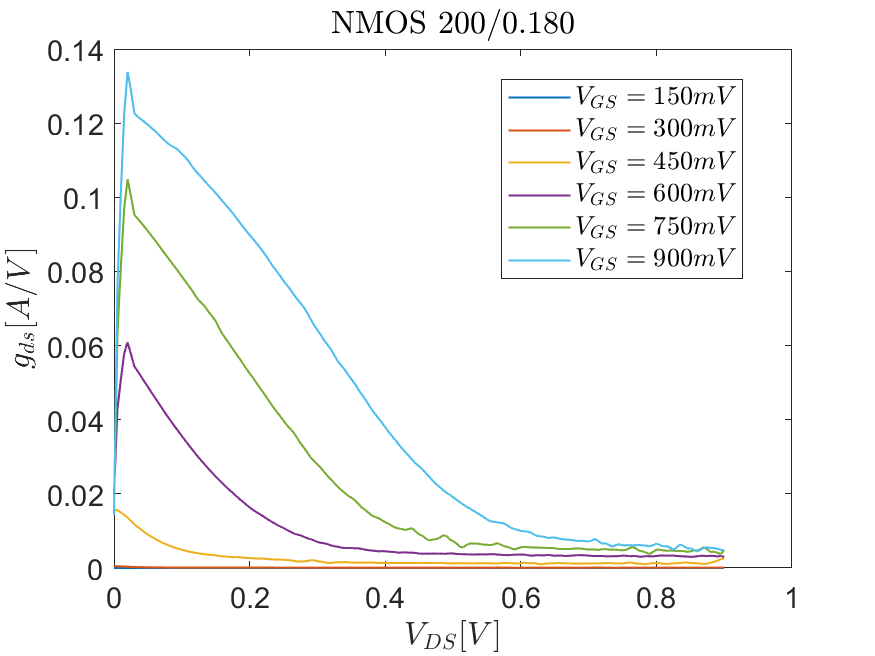 NMOS 200/0.180
0.14
0.12
0.1
0.08
0.06
0.04
0.02
0
g_{ds}[A/V]
V_{GS} = 150mV
V_{GS} = 300mV
V_{GS} = 450mV
V_{GS} = 600mV
V_{GS} = 750mV
V_{GS} = 900mV
0 0.2 0.4 0.6 0.8 1
V_{DS}[V]